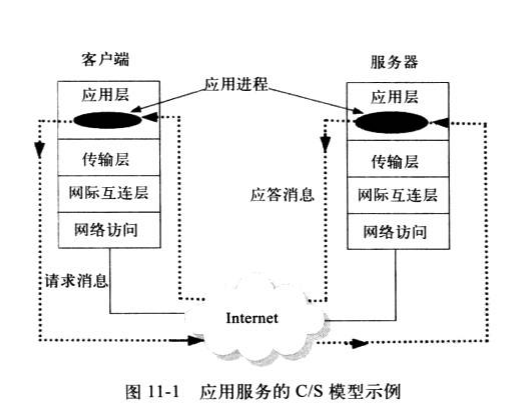 客户端
服务器
应用层
应用进程
应用层
传输层
传输层
应答消息
网际互连层
网际互连层
网络访问
网络访问
请求消息
Internet
图 11-1 应用服务的 C/S 模型示例